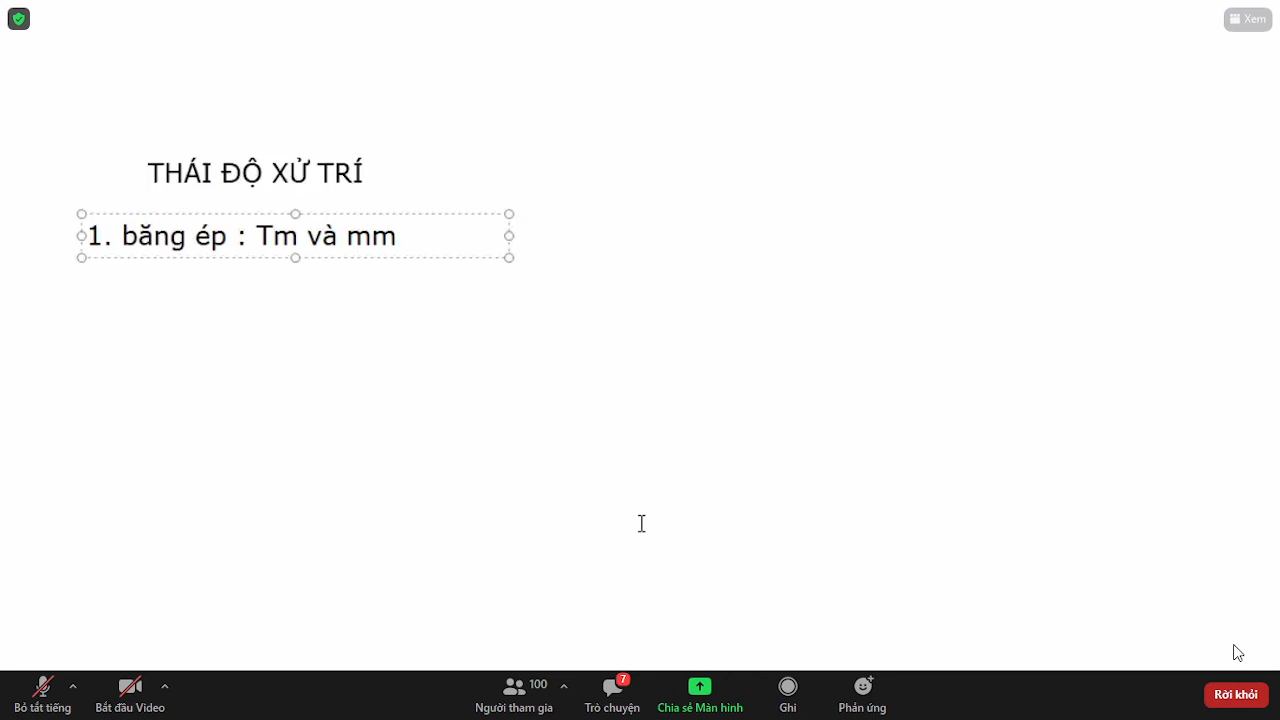 Xem
THÁI ĐỘ XỬ TRÍ
1. băng ép : Tm và mm
100
7
Bỏ tắt tiếng
Bắt đầu Video
Người tham gia
Trò chuyện
Chia sẻ Màn hình
Ghi
Phản ứng
Rời khỏi